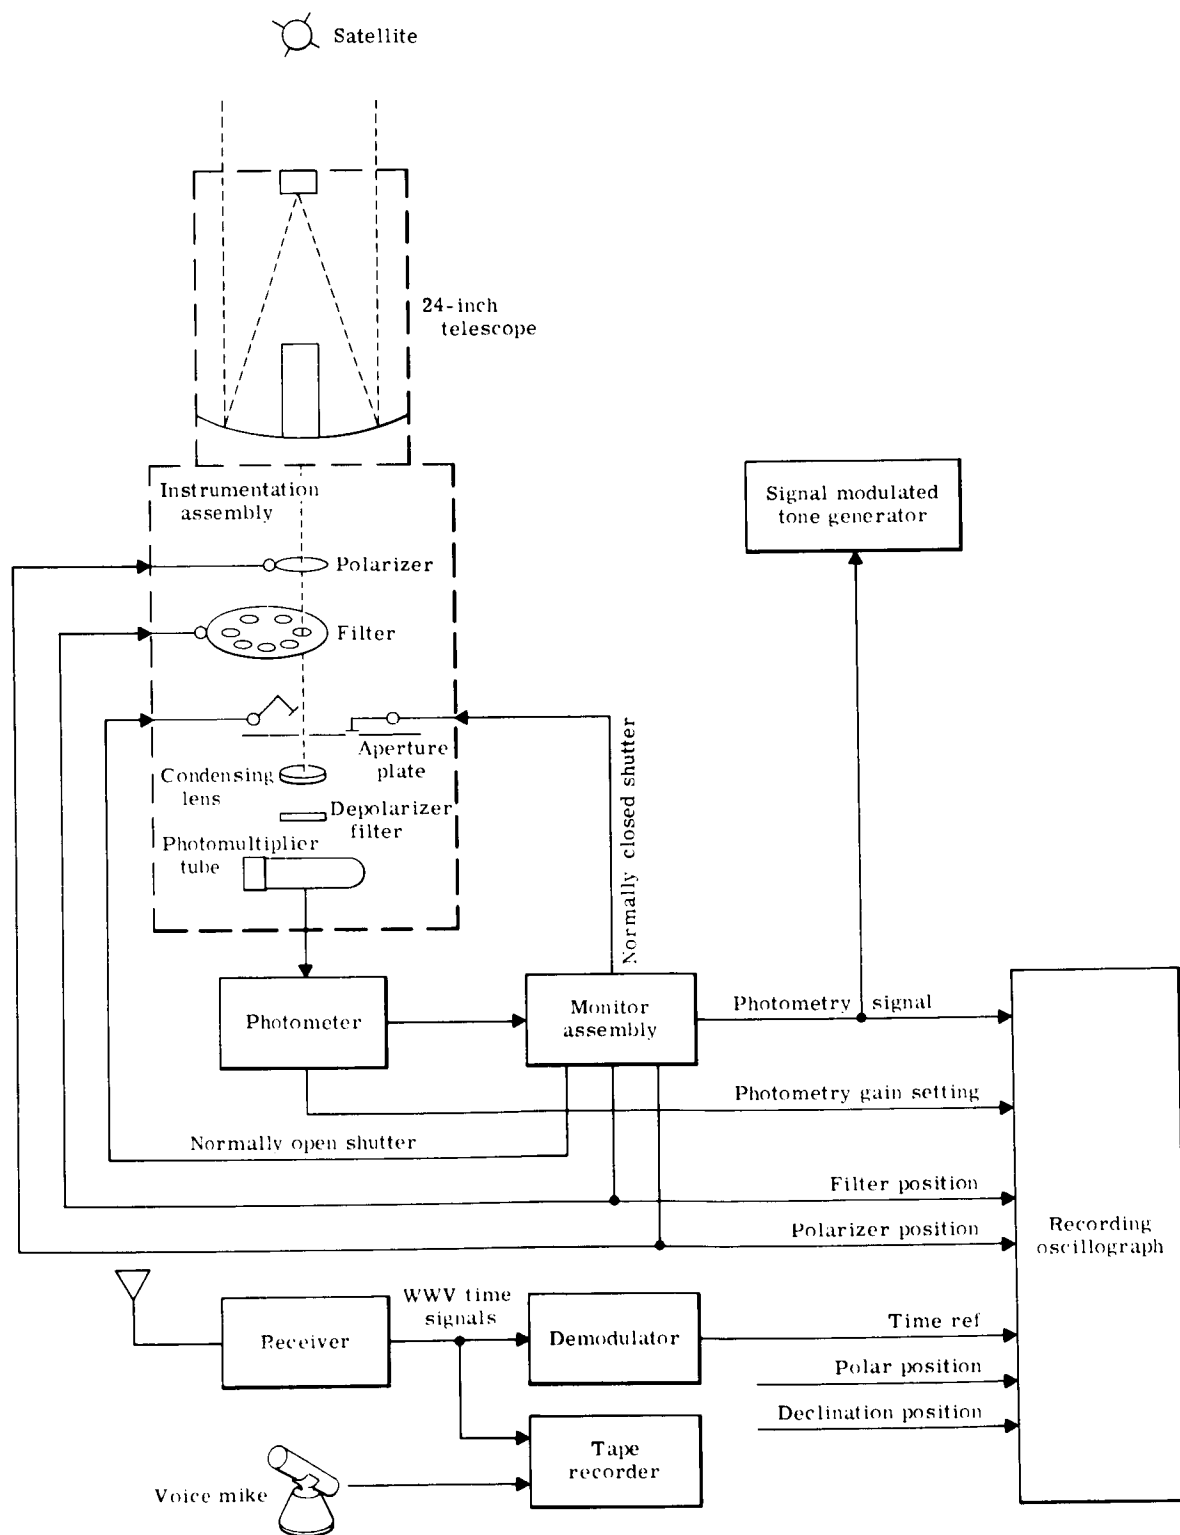 Satellite
24-inch
telescope
Instrumentation
assembly
Signal modulated
tone generator
Polarizer
Filter
Aperture
plate
Condensing
lens
Depolarizer
filter
Photomultiplier
tube
Normally closed shutter
Photometer
Monitor
assembly
Photometry signal
Photometry gain setting
Normally open shutter
Filter position
Polarizer position
Recording
oscillograph
WWV time
signals
Receiver
Demodulator
Time ref
Polar position
Declination position
Tape
recorder
Voice mike